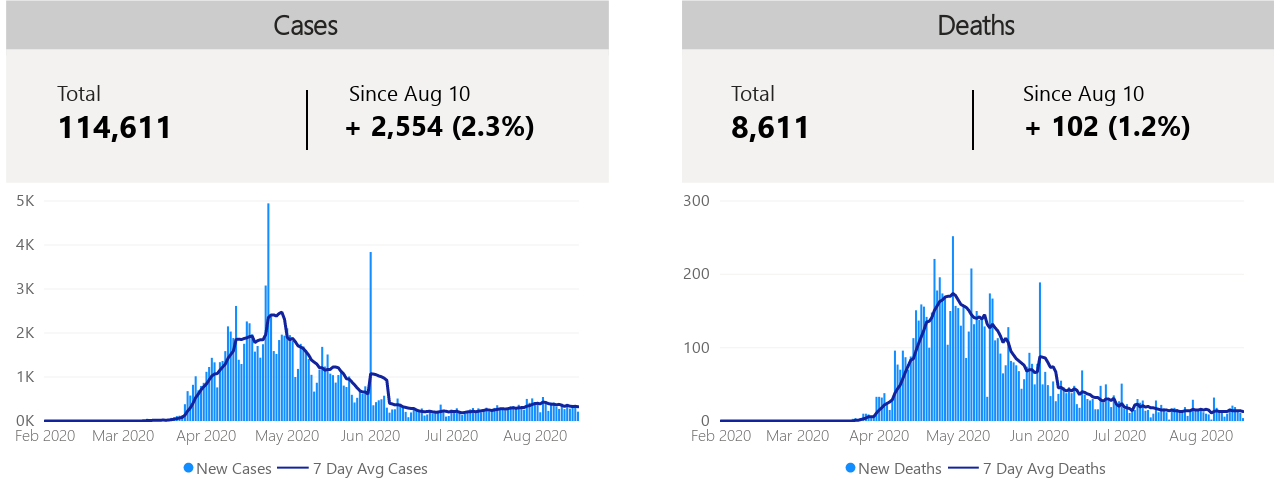 Cases
Total
114,611
Since Aug 10
+ 2,554 (2.3%)
5K
4K
3K
2K
1K
0K
Feb 2020 Mar 2020 Apr 2020 May 2020 Jun 2020 Jul 2020 Aug 2020
New Cases 7 Day Avg Cases
Deaths
Total
8,611
Since Aug 10
+ 102 (1.2%)
300
200
100
0
Feb 2020 Mar 2020 Apr 2020 May 2020 Jun 2020 Jul 2020 Aug 2020
New Deaths 7 Day Avg Deaths